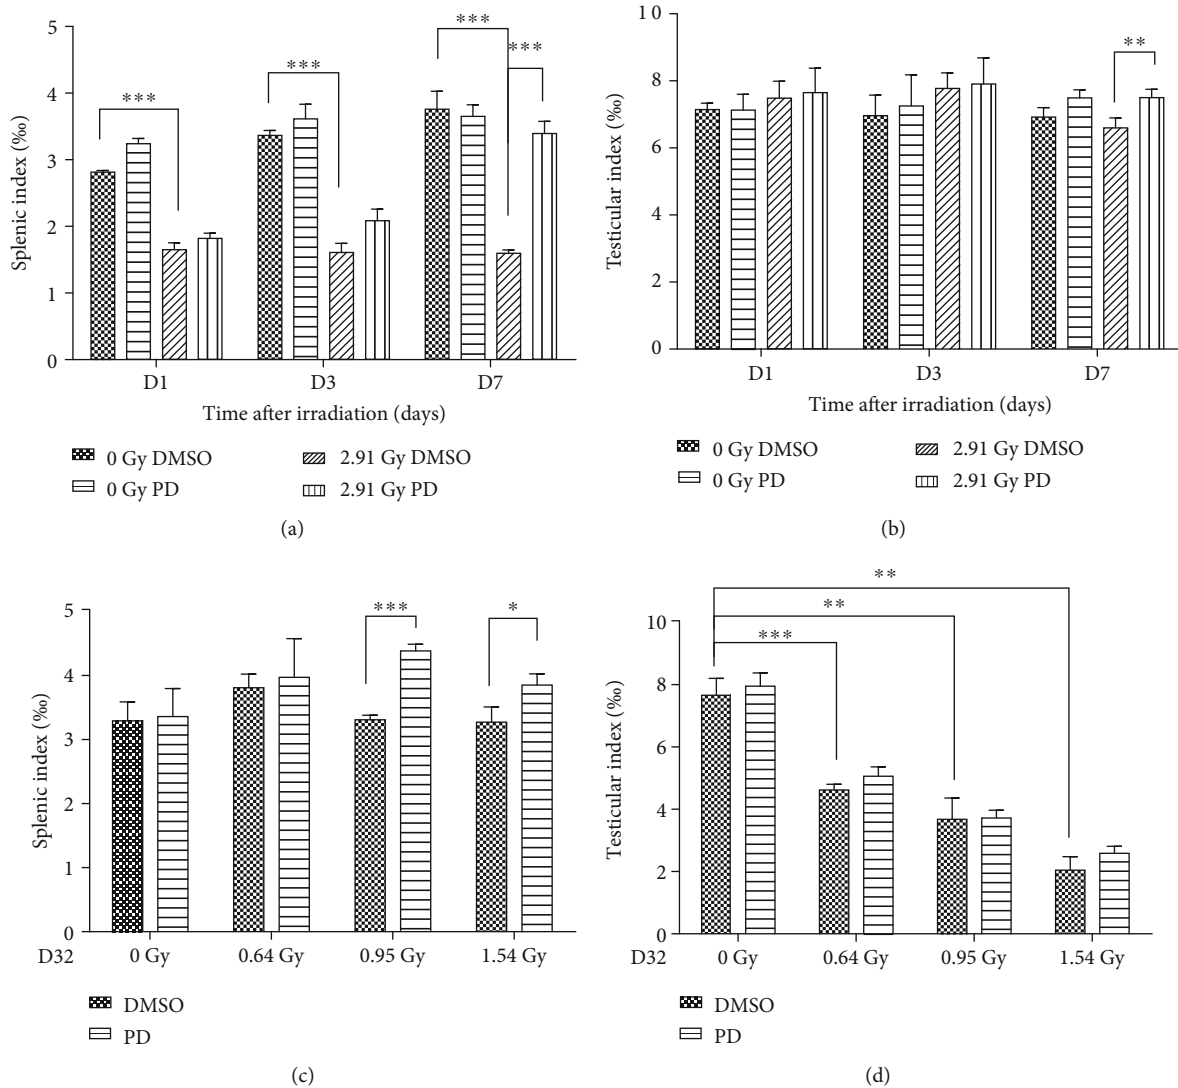 5
4
3
2
1
0
Splenic index (‰)
***
***
***
***
D1 D3 D7
Time after irradiation (days)
0 Gy DMSO 2.91 Gy DMSO
0 Gy PD 2.91 Gy PD
(a)
10
8
6
4
2
0
Testicular index (‰)
**
D1 D3 D7
Time after irradiation (days)
0 Gy DMSO 2.91 Gy DMSO
0 Gy PD 2.91 Gy PD
(b)
5
4
3
2
1
0
Splenic index (‰)
***
*
D32 0 Gy 0.64 Gy 0.95 Gy 1.54 Gy
DMSO
PD
(c)
10
8
6
4
2
0
Testicular index (‰)
**
**
***
D32 0 Gy 0.64 Gy 0.95 Gy 1.54 Gy
DMSO
PD
(d)